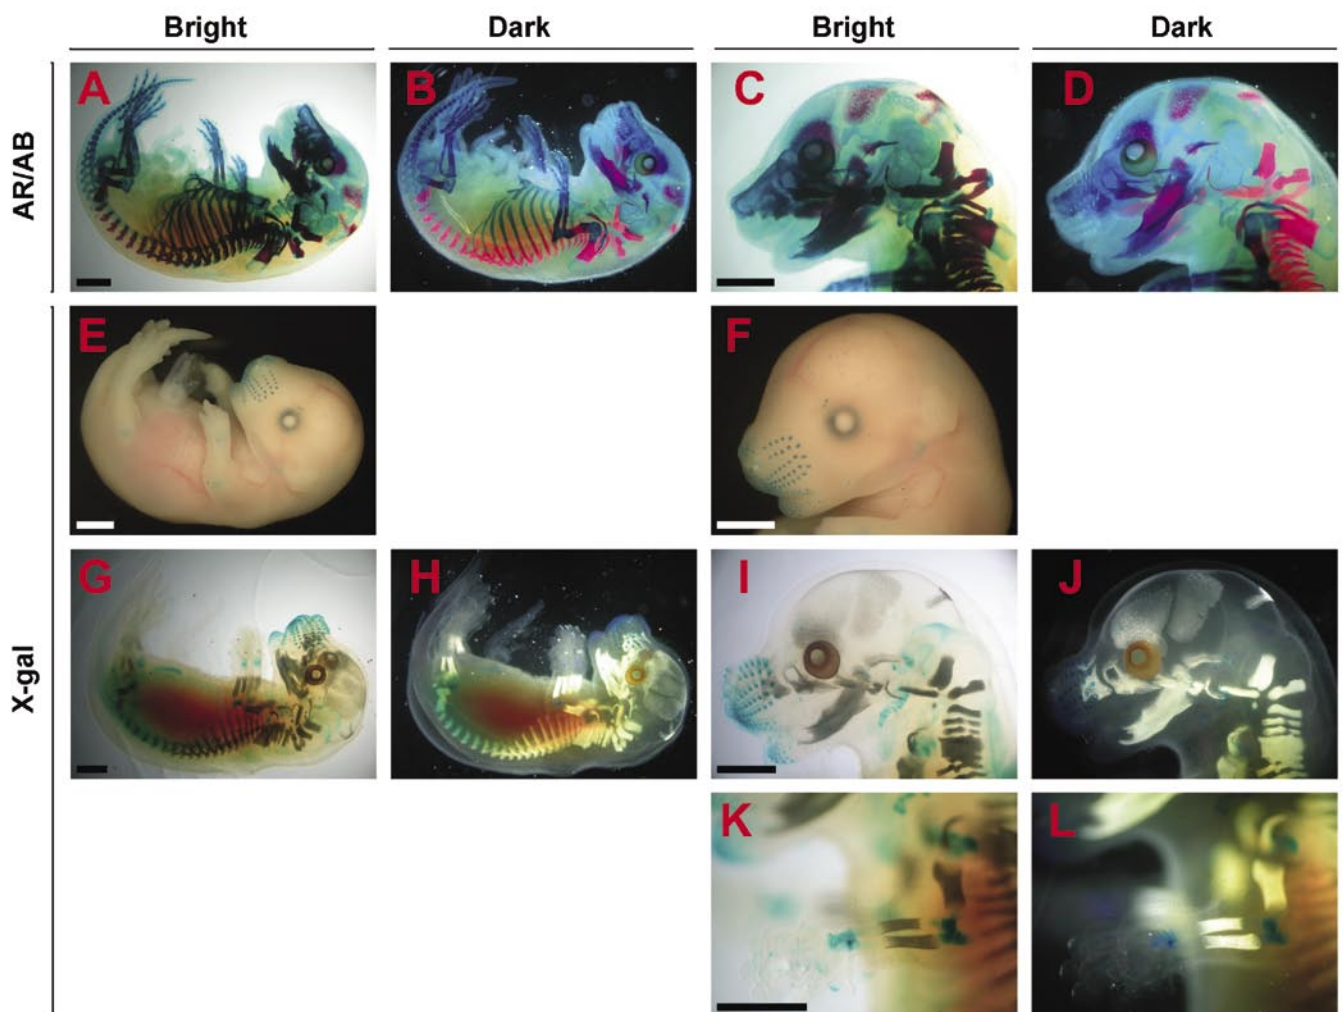 Bright Dark Bright Dark
AR/AB
A B C D
X-gal
E F
G H I J
K L